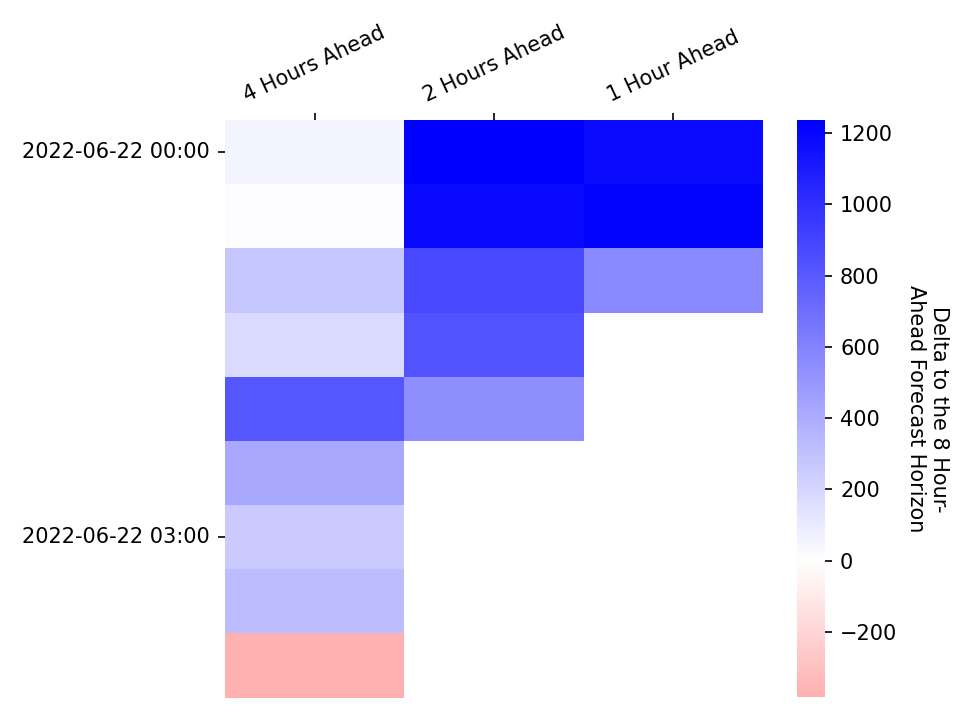 4 Hours Ahead
2 Hours Ahead
1 Hour Ahead
2022-06-22 00:00
2022-06-22 03:00
1200
1000
800
600
400
200
0
−200
Delta to the 8 Hour-
Ahead Forecast Horizon